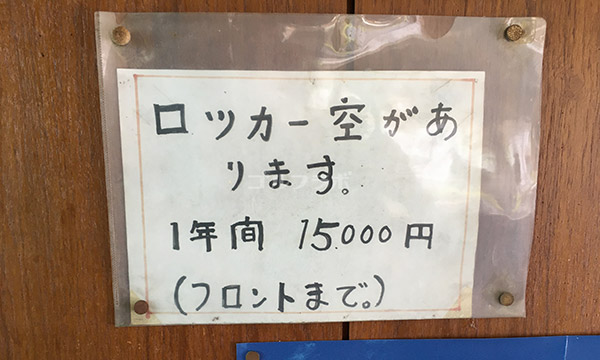 ロッカー空があ
ります。
1年間 15.000円
(フロントまで。)